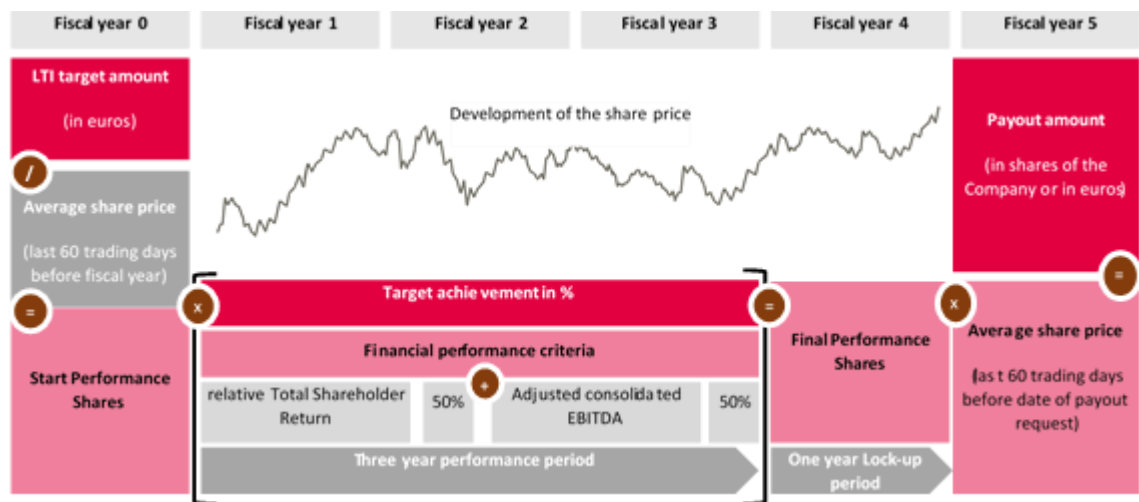 Fiscal year 0
Fiscal year 1
Fiscal year 2
Fiscal year 3
Fiscal year 4
Fiscal year 5
LTI target amount
(in euros)
/
Average share price
(last 60 trading days
before fiscal year)
=
Start Performance
Shares
Development of the share price
x
Target achie vement in %
Financial performance criteria
relative Total Shareholder
Return
50%
+
Adjusted consolidated
EBITDA
50%
Three year performance period
=
Final Performance
Shares
One year Lock-up
period
x
Payout amount
(in shares of the
Company or in euros)
=
Average share price
(las t 60 trading days
before date of payout
request)